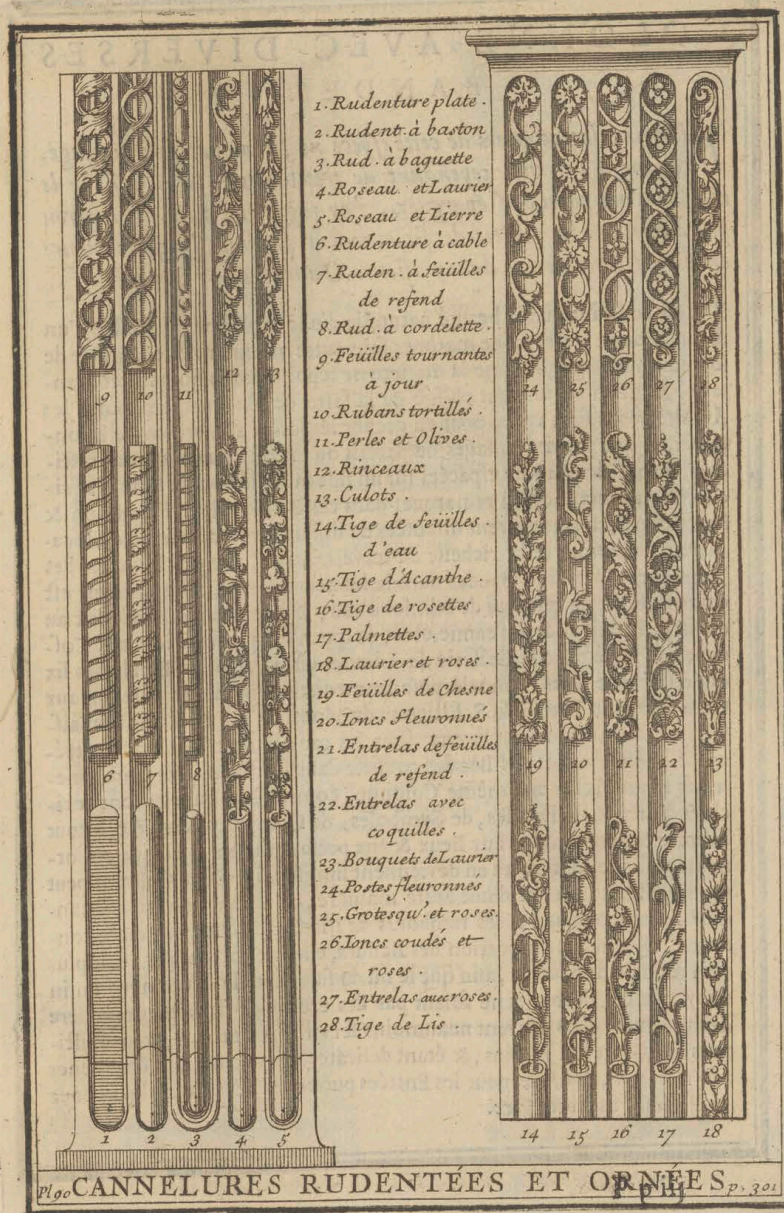 1. Rudenture plate.
2. Rudent. à baston
3. Rud. à baguette
4. Roseau et Laurier
5. Roseau et Lierre
6. Rudenture à cable
7. Ruden. à feüilles
de refend
8. Rud. à cordelette.
9. Feüilles tournantes
à jour
10. Rubans tortillés.
11. Perles et Olives.
12. Rinceaux
13. Culots.
14. Tige de feüilles.
d'eau
15. Tige d'Acanthe.
16. Tige de rosettes
17. Palmettes.
18. Laurier et roses.
19. Feüilles de Chesne
20. Ioncs fleuronnés
21. Entrelas de feüilles
de refend.
22. Entrelas avec
coquilles.
23. Bouquets de Laurier
24. Postes fleuronnés
25. Grotesqu.s et roses.
26. Ioncs coudés et
roses.
27. Entrelas avec roses.
28. Tige de Lis.
9 10 11 12 13
6 7 8
1 2 3 4 5
24 25 26 27 28
19 20 21 22 23
14 15 16 17 18
Pl 90 CANNELURES RUDENTÉES ET ORNÉES p. 301
P p iij